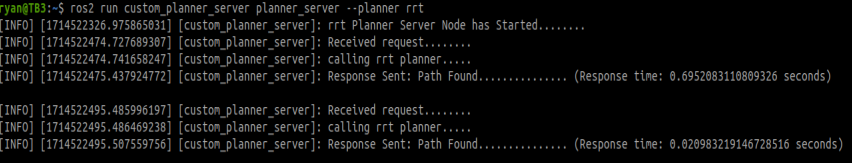 ryan@TB3:~$ ros2 run custom_planner_server planner_server --planner rrt
[INFO] [1714522326.975865031] [custom_planner_server]: rrt Planner Server Node has Started........
[INFO] [1714522474.727689307] [custom_planner_server]: Received request........
[INFO] [1714522474.741658247] [custom_planner_server]: calling rrt planner.....
[INFO] [1714522475.437924772] [custom_planner_server]: Response Sent: Path Found............... (Response time: 0.6952083110809326 seconds)
[INFO] [1714522495.485996197] [custom_planner_server]: Received request........
[INFO] [1714522495.486469238] [custom_planner_server]: calling rrt planner.....
[INFO] [1714522495.507559756] [custom_planner_server]: Response Sent: Path Found............... (Response time: 0.020983219146728516 seconds)